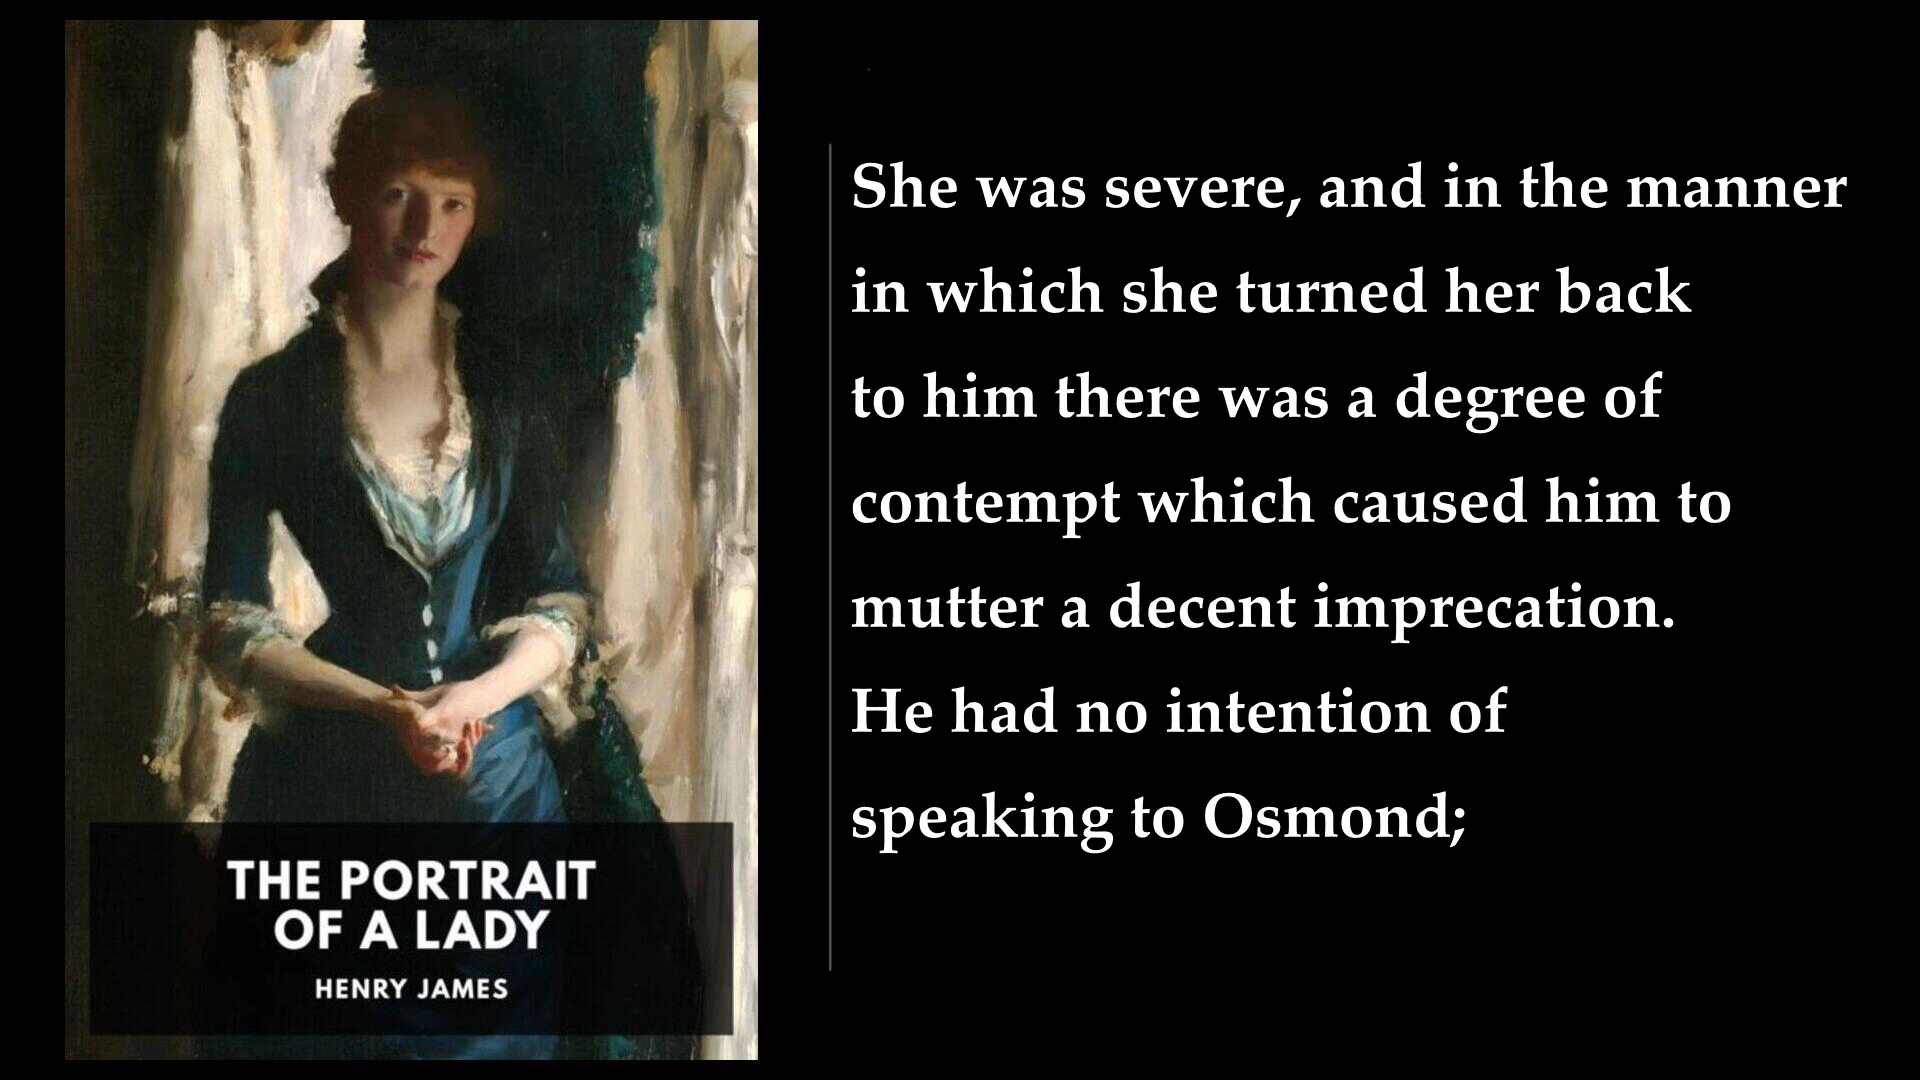 THE PORTRAIT
OF A LADY
HENRY JAMES
She was severe, and in the manner
in which she turned her back
to him there was a degree of
contempt which caused him to
mutter a decent imprecation.
He had no intention of
speaking to Osmond;